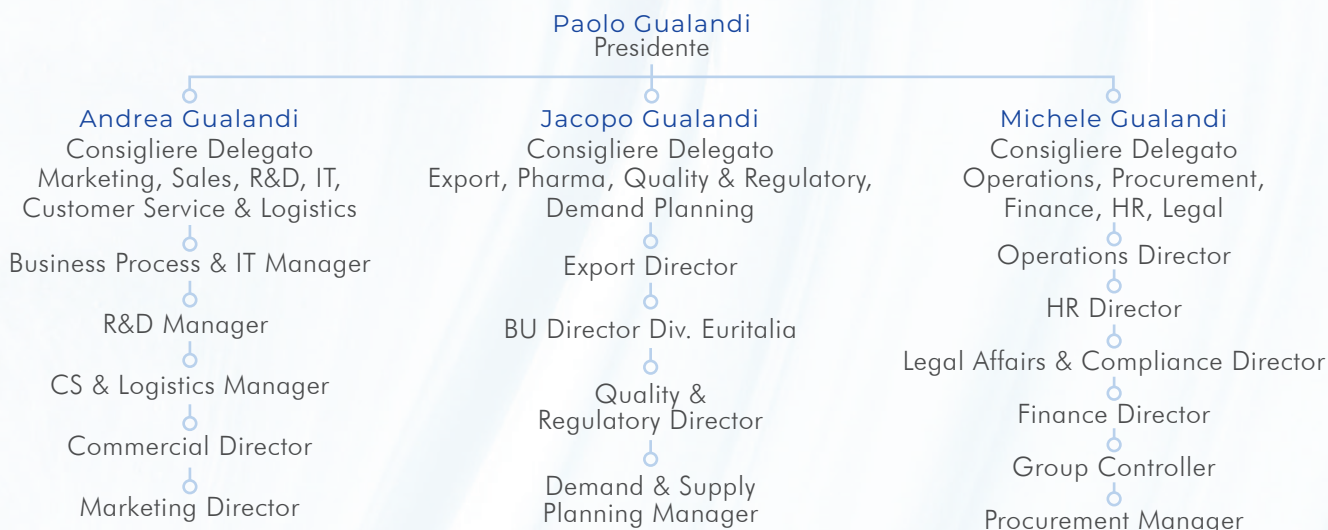 Paolo Gualandi
Presidente
Andrea Gualandi
Consigliere Delegato
Marketing, Sales, R&D, IT,
Customer Service & Logistics
Business Process & IT Manager
R&D Manager
CS & Logistics Manager
Commercial Director
Marketing Director
Jacopo Gualandi
Consigliere Delegato
Export, Pharma, Quality & Regulatory,
Demand Planning
Export Director
BU Director Div. Euritalia
Quality &
Regulatory Director
Demand & Supply
Planning Manager
Michele Gualandi
Consigliere Delegato
Operations, Procurement,
Finance, HR, Legal
Operations Director
HR Director
Legal Affairs & Compliance Director
Finance Director
Group Controller
Procurement Manager